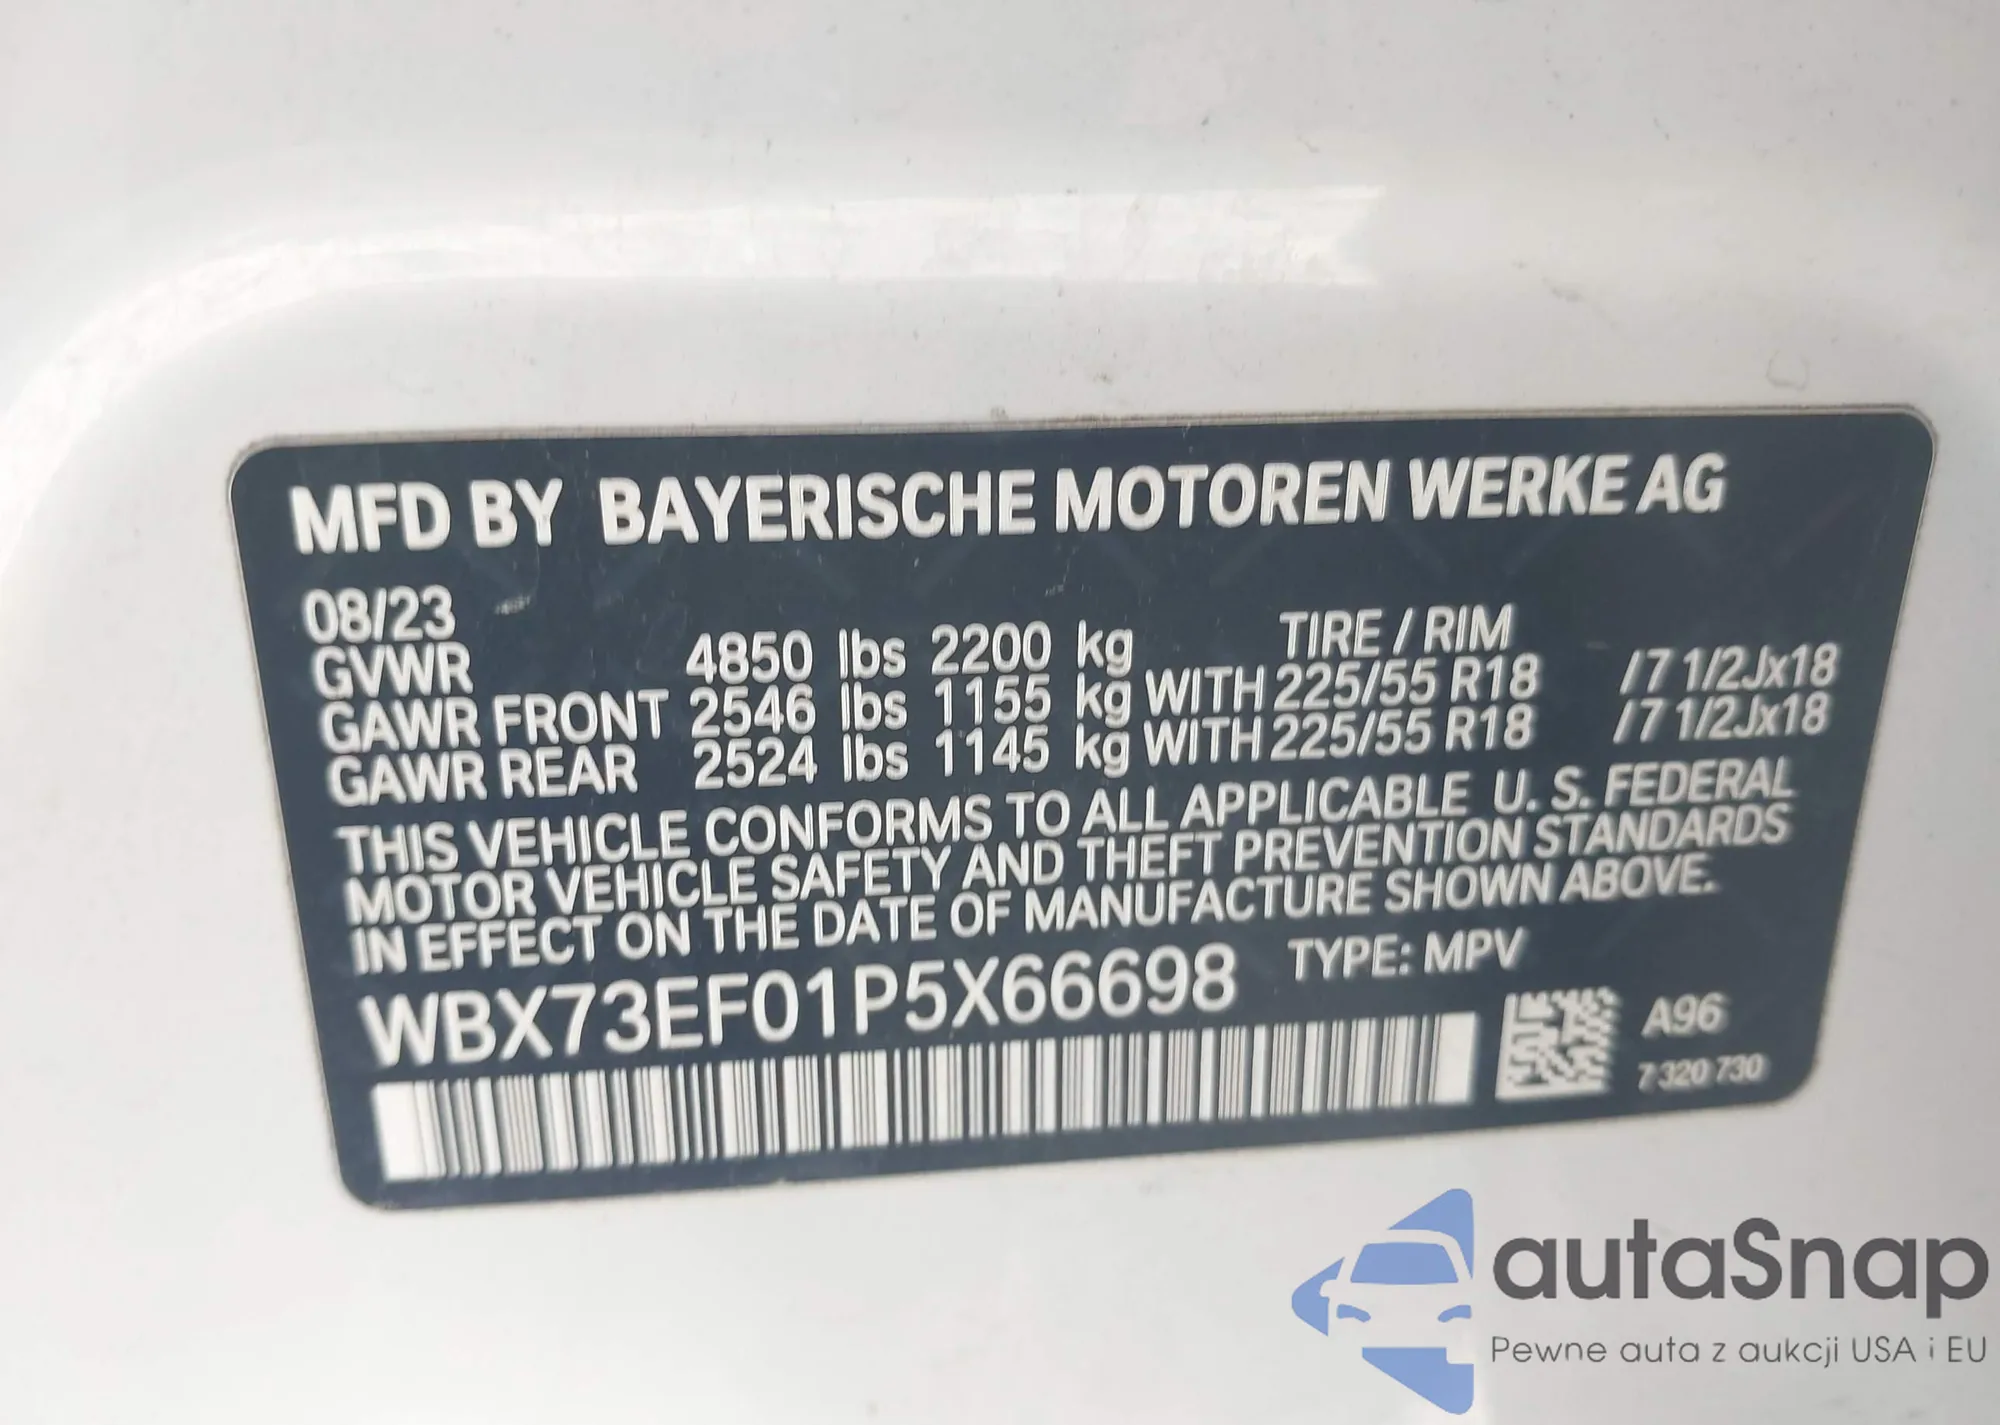 MFD BY BAYERISCHE MOTOREN WERKE AG
08/23 TIRE / RIM
GVWR 4850 lbs 2200 kg
GAWR FRONT 2546 lbs 1155 kg WITH 225/55 R18 /7 1/2Jx18
GAWR REAR 2524 lbs 1145 kg WITH 225/55 R18 /7 1/2Jx18
THIS VEHICLE CONFORMS TO ALL APPLICABLE U. S. FEDERAL
MOTOR VEHICLE SAFETY AND THEFT PREVENTION STANDARDS
IN EFFECT ON THE DATE OF MANUFACTURE SHOWN ABOVE.
WBX73EF01P5X66698 TYPE: MPV
A96
7 320 730
autaSnap
Pewne auta z aukcji USA i EU